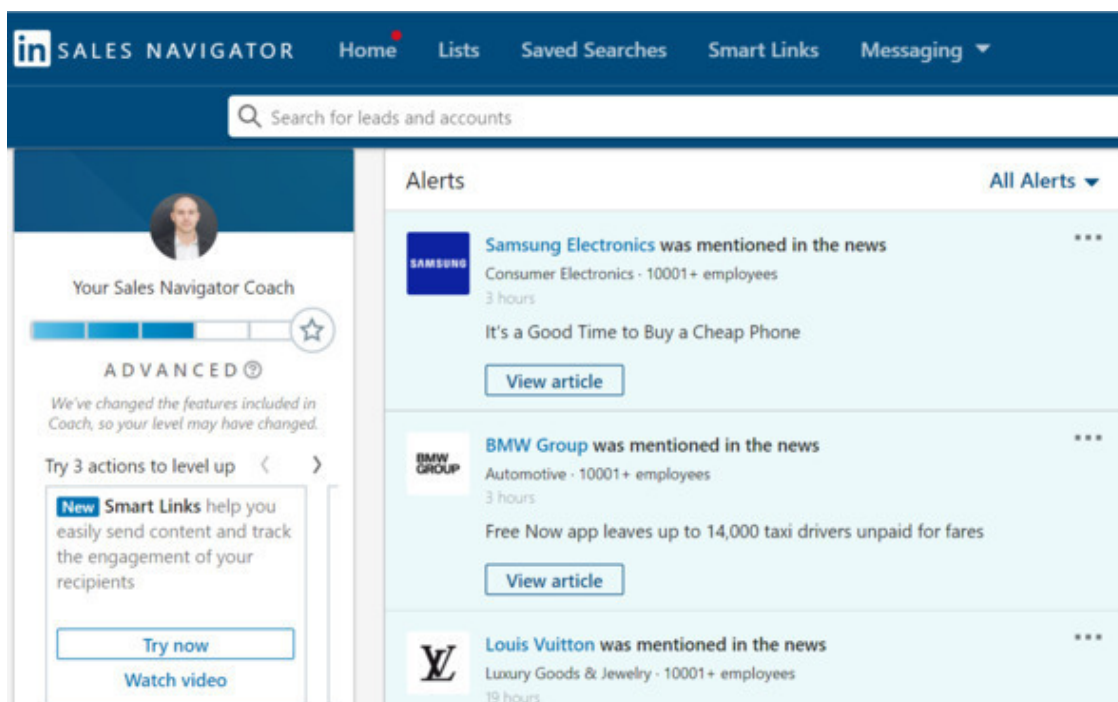 in SALES NAVIGATOR Home Lists Saved Searches Smart Links Messaging
Search for leads and accounts
Your Sales Navigator Coach
ADVANCED ?
We've changed the features included in
Coach, so your level may have changed.
Try 3 actions to level up
New Smart Links help you
easily send content and track
the engagement of your
recipients
Try now
Watch video
Alerts
All Alerts
SAMSUNG
Samsung Electronics was mentioned in the news
Consumer Electronics · 10001+ employees
3 hours
It's a Good Time to Buy a Cheap Phone
View article
BMW
GROUP
BMW Group was mentioned in the news
Automotive · 10001+ employees
3 hours
Free Now app leaves up to 14,000 taxi drivers unpaid for fares
View article
LV
Louis Vuitton was mentioned in the news
Luxury Goods & Jewelry · 10001+ employees
19 hours